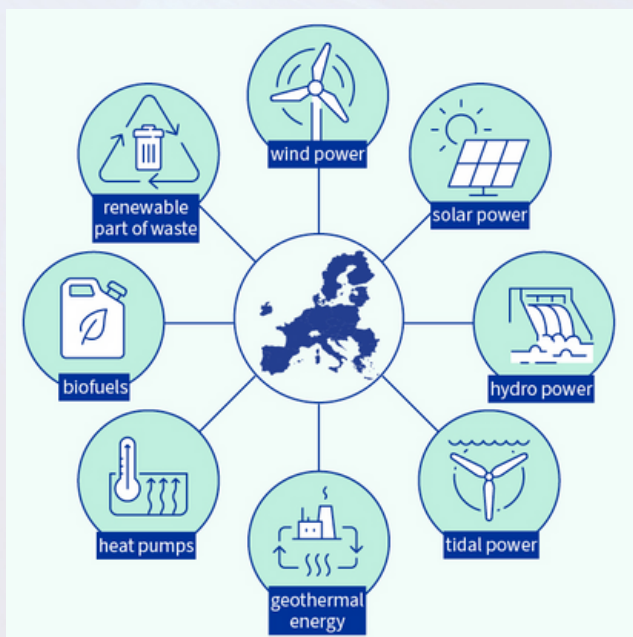 wind power
solar power
hydro power
tidal power
geothermal
energy
heat pumps
biofuels
renewable
part of waste